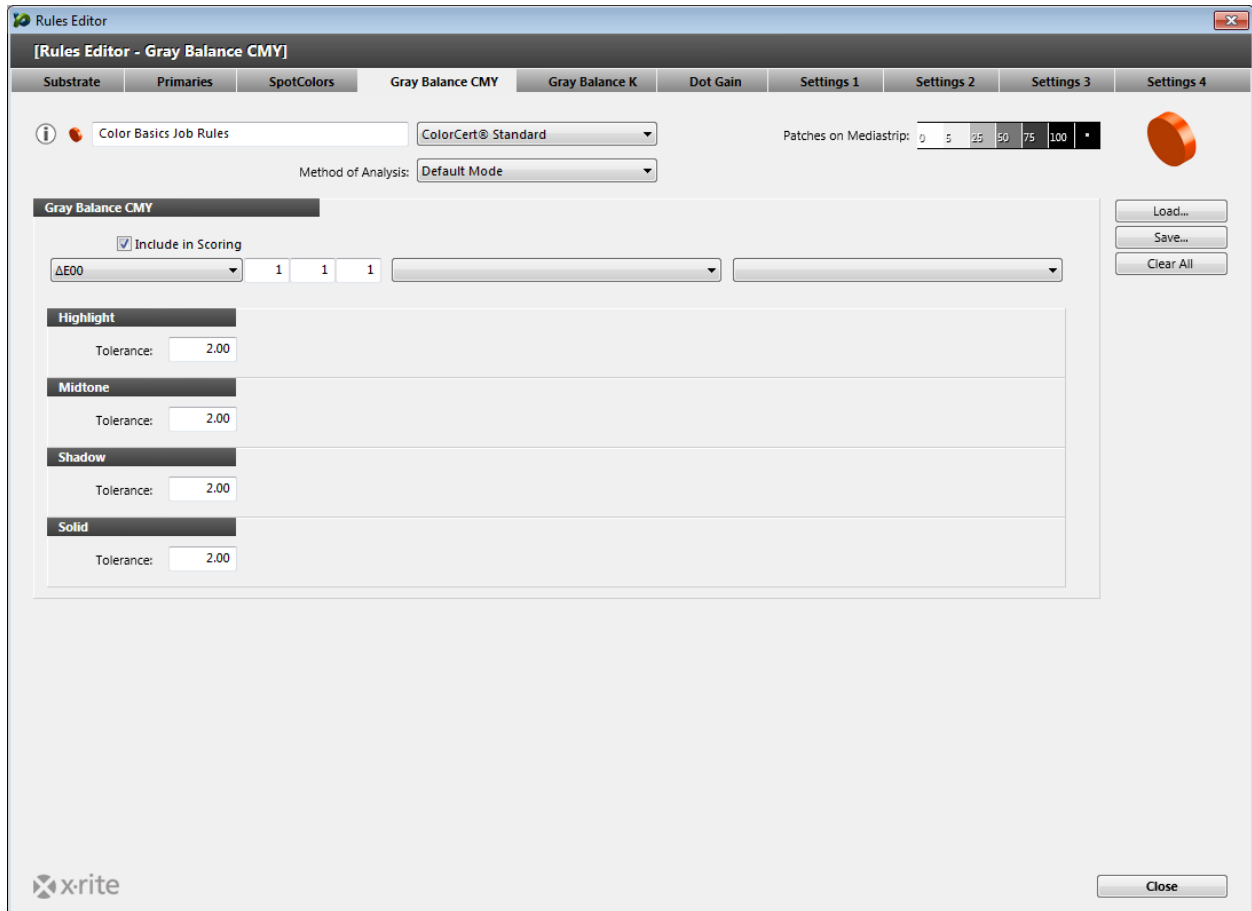 Rules Editor
[Rules Editor - Gray Balance CMY]
Substrate Primaries SpotColors Gray Balance CMY Gray Balance K Dot Gain Settings 1 Settings 2 Settings 3 Settings 4
Color Basics Job Rules ColorCert® Standard Patches on Mediastrip: 0 5 25 50 75 100 *
Method of Analysis: Default Mode
Gray Balance CMY
Load...
Include in Scoring
Save...
ΔE00 1 1 1
Clear All
Highlight
Tolerance: 2.00
Midtone
Tolerance: 2.00
Shadow
Tolerance: 2.00
Solid
Tolerance: 2.00
x·rite
Close